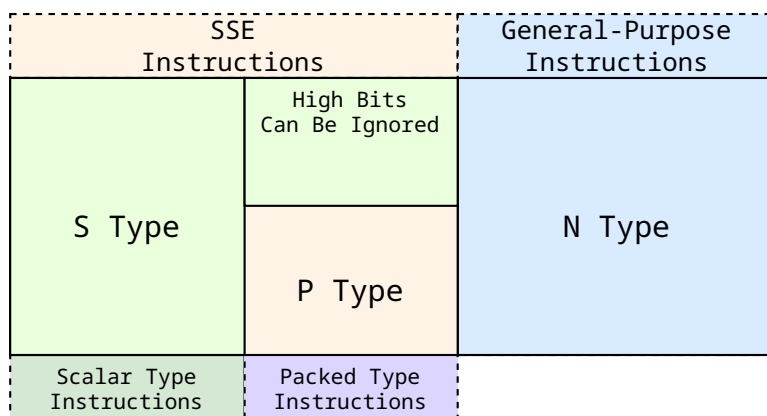 SSE
Instructions
General-Purpose
Instructions
High Bits
Can Be Ignored
S Type
P Type
N Type
Scalar Type
Instructions
Packed Type
Instructions